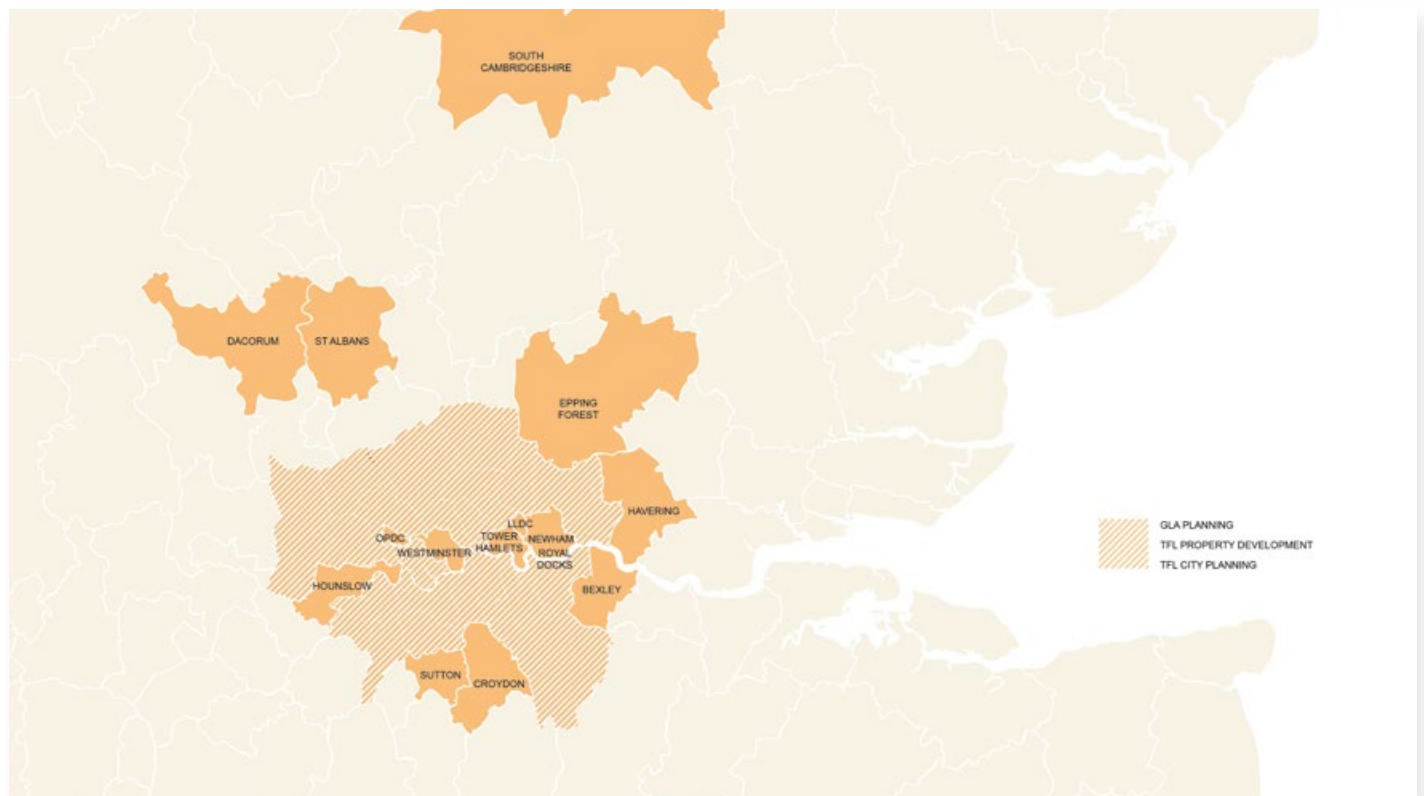 SOUTH
CAMBRIDGESHIRE
DACORUM
ST ALBANS
EPPING
FOREST
HAVERING
LLDC
OPDC
TOWER
HAMLETS
NEWHAM
WESTMINSTER
ROYAL
DOCKS
HOUNSLOW
BEXLEY
SUTTON
CROYDON
GLA PLANNING
TFL PROPERTY DEVELOPMENT
TFL CITY PLANNING